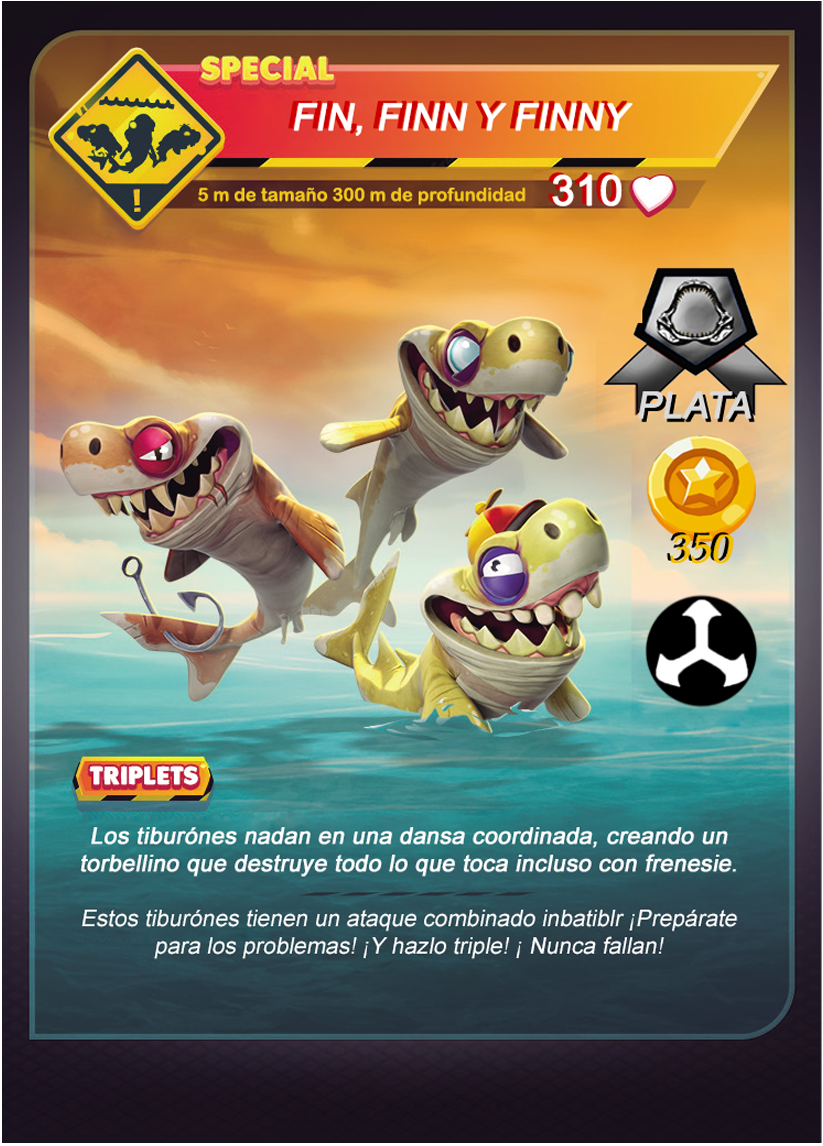 SPECIAL
FIN, FINN Y FINNY
!
5 m de tamaño 300 m de profundidad 310
PLATA
350
TRIPLETS
Los tiburónes nadan en una dansa coordinada, creando un
torbellino que destruye todo lo que toca incluso con frenesie.
Estos tiburónes tienen un ataque combinado inbatiblr ¡Prepárate
para los problemas! ¡Y hazlo triple! ¡ Nunca fallan!